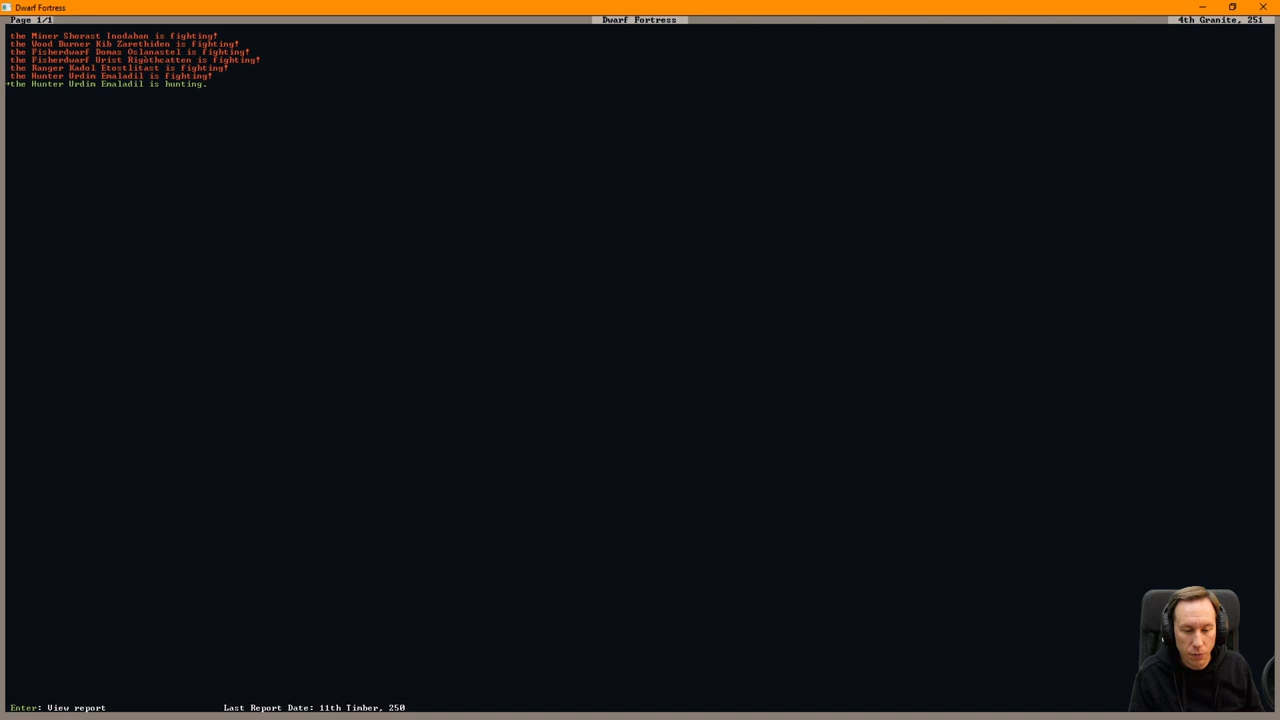 Dwarf Fortress
Page 1/1 Dwarf Fortress 4th Granite, 251
the Miner Shorast Inodaban is fighting!
the Wood Burner Kib Zarethiden is fighting!
the Fisherdwarf Domas Oslanastel is fighting!
the Fisherdwarf Urist Rigòthcatten is fighting!
the Ranger Kadol Etostlitast is fighting!
the Hunter Urdim Emaladil is fighting!
the Hunter Urdim Emaladil is hunting.
Enter: View report Last Report Date: 11th Timber, 250